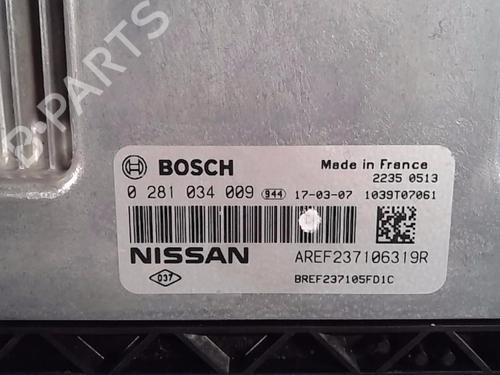 B-PARTS
BOSCH
Made in France
2235 0513
0 281 034 009 944 17-03-07 1039T07061
NISSAN
AREF237106319R
037
BREF237105FD1C